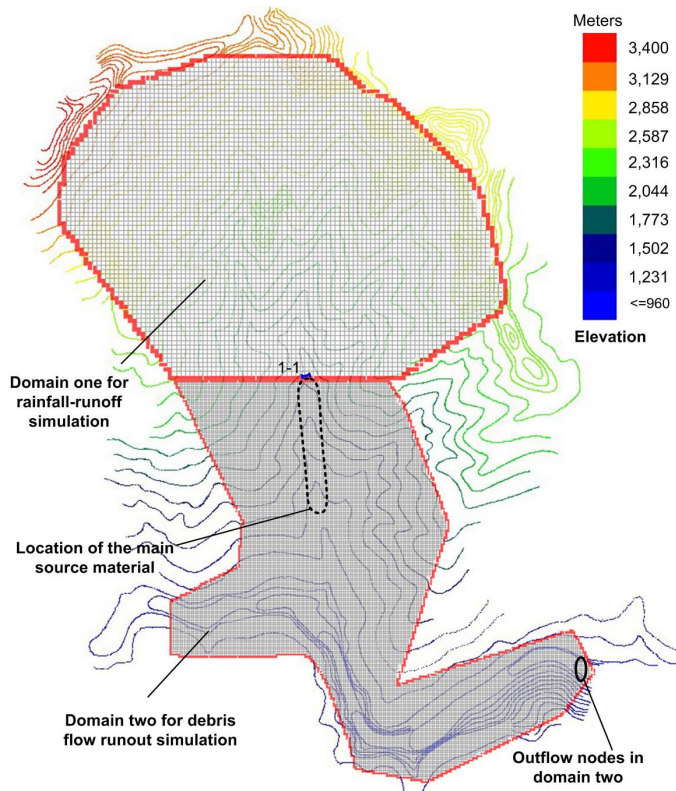 Meters
3,400
3,129
2,858
2,587
2,316
2,044
1,773
1,502
1,231
<=960
Elevation
1-1
Domain one for
rainfall-runoff
simulation
Location of the main
source material
Domain two for debris
flow runout simulation
Outflow nodes in
domain two